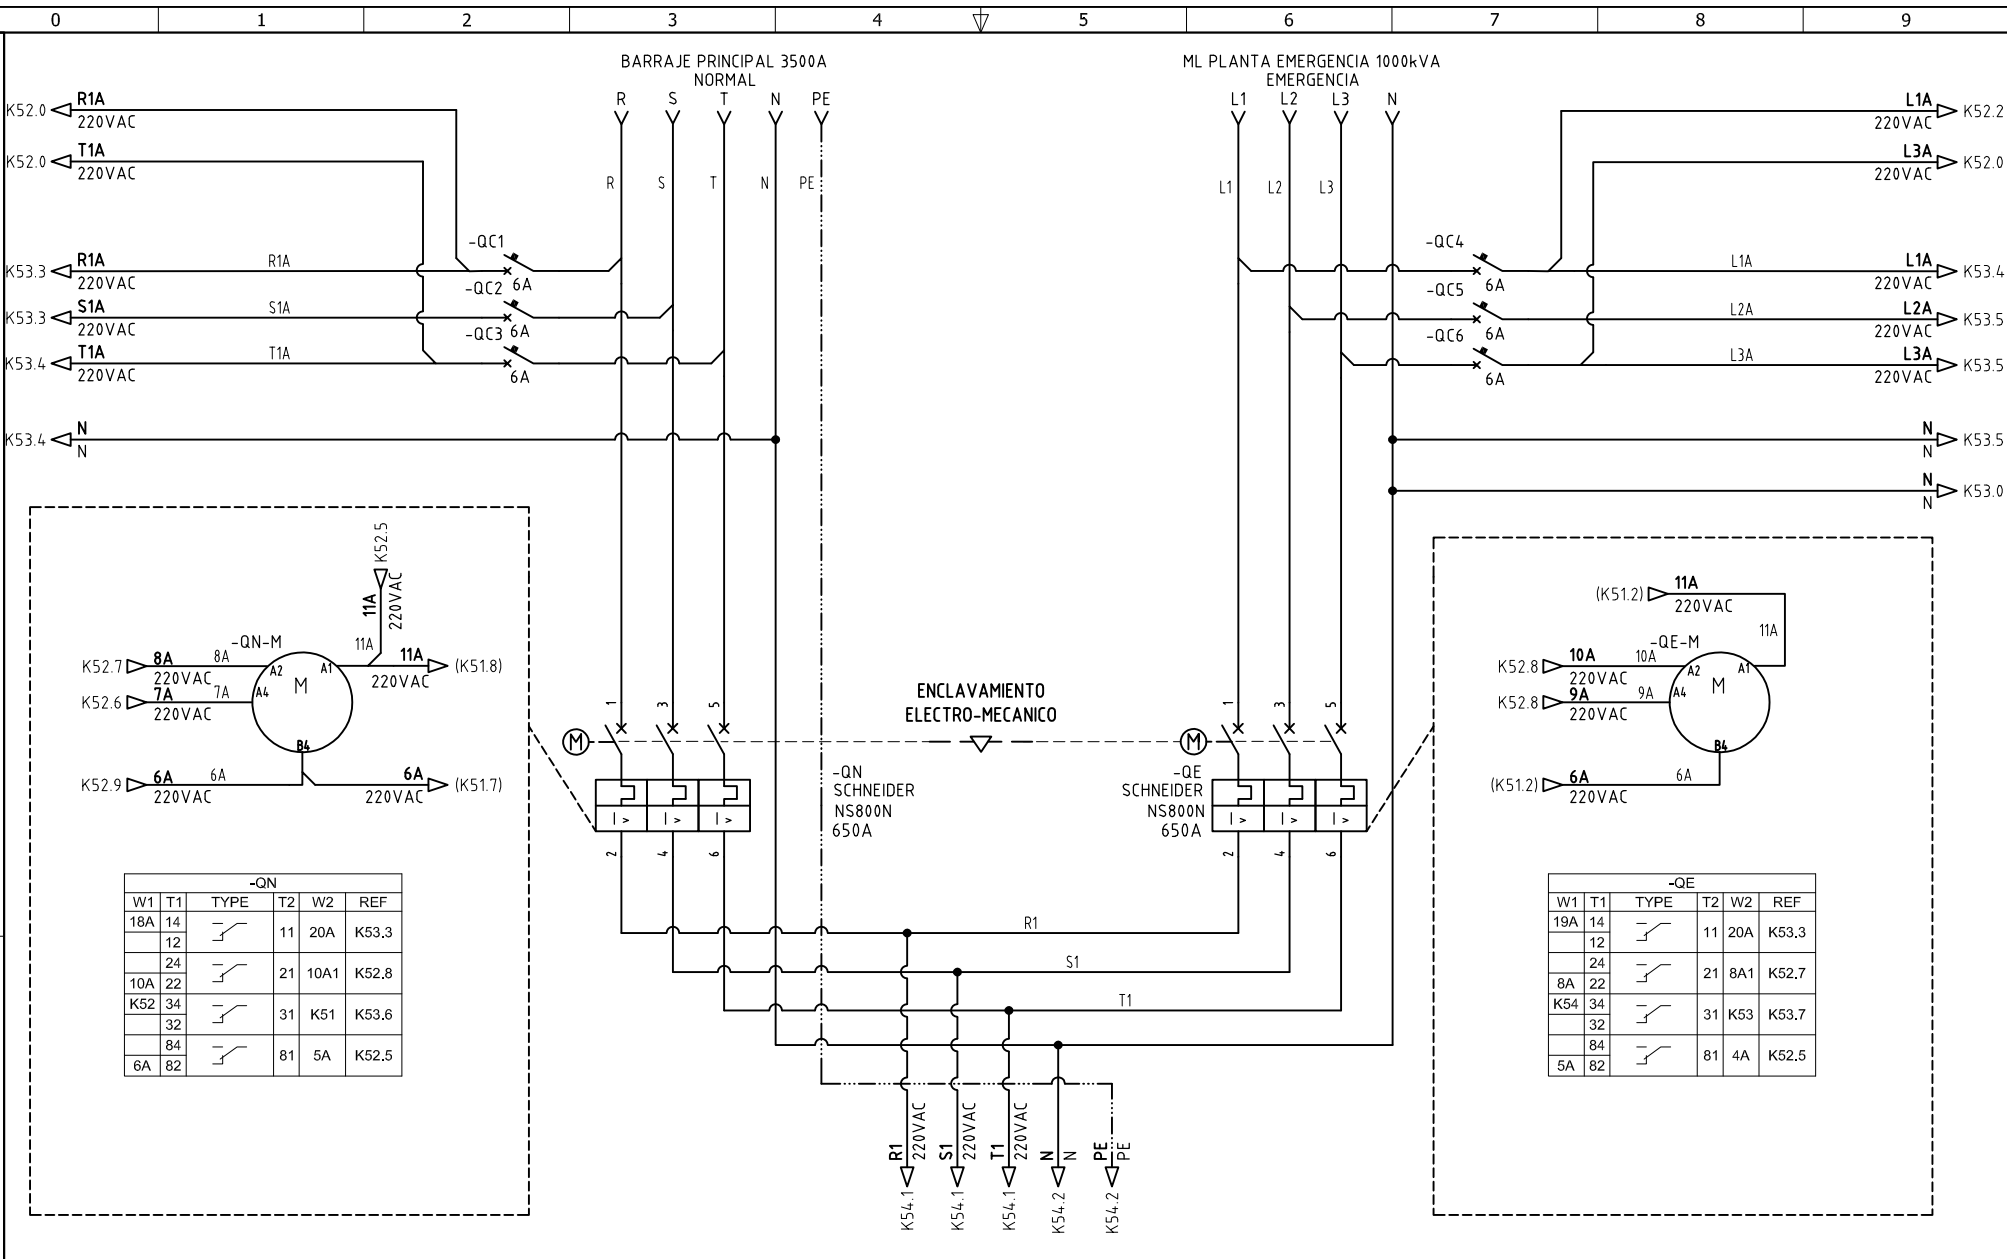 0 1 2 3 4 5 6 7 8 9
BARRAJE PRINCIPAL 3500A
NORMAL
R S T N PE
R S T N PE
ML PLANTA EMERGENCIA 1000kVA
EMERGENCIA
L1 L2 L3 N
L1 L2 L3
K52.0 R1A
220VAC
K52.0 T1A
220VAC
K53.3 R1A
220VAC
R1A
-QC1
6A
K53.3 S1A
220VAC
S1A
-QC2
6A
K53.4 T1A
220VAC
T1A
-QC3
6A
K53.4 N
N
L1A K52.2
220VAC
L3A K52.0
220VAC
-QC4
6A
L1A
L1A K53.4
220VAC
-QC5
6A
L2A
L2A K53.5
220VAC
-QC6
6A
L3A
L3A K53.5
220VAC
N K53.5
N
N K53.0
N
K52.5
11A
220VAC
11A
-QN-M
K52.7 8A 8A A2 A1 11A (K51.8)
220VAC M 220VAC
K52.6 7A 7A A4
220VAC
B4
K52.9 6A 6A 6A (K51.7)
220VAC 220VAC
-QN
W1 T1 TYPE T2 W2 REF
18A 14 11 20A K53.3
12
24 21 10A1 K52.8
10A 22
K52 34 31 K51 K53.6
32
84 81 5A K52.5
6A 82
1 3 5
M
I > I > I >
2 4 6
-QN
SCHNEIDER
NS800N
650A
ENCLAVAMIENTO
ELECTRO-MECANICO
1 3 5
M
I > I > I >
2 4 6
-QE
SCHNEIDER
NS800N
650A
R1
S1
T1
R1 220VAC K54.1
S1 220VAC K54.1
T1 220VAC K54.1
N N K54.2
PE PE K54.2
(K51.2) 11A
220VAC
11A
-QE-M
K52.8 10A 10A A2 A1
220VAC M
K52.8 9A 9A A4
220VAC
B4
(K51.2) 6A 6A
220VAC
-QE
W1 T1 TYPE T2 W2 REF
19A 14 11 20A K53.3
12
24 21 8A1 K52.7
8A 22
K54 34 31 K53 K53.7
32
84 81 4A K52.5
5A 82